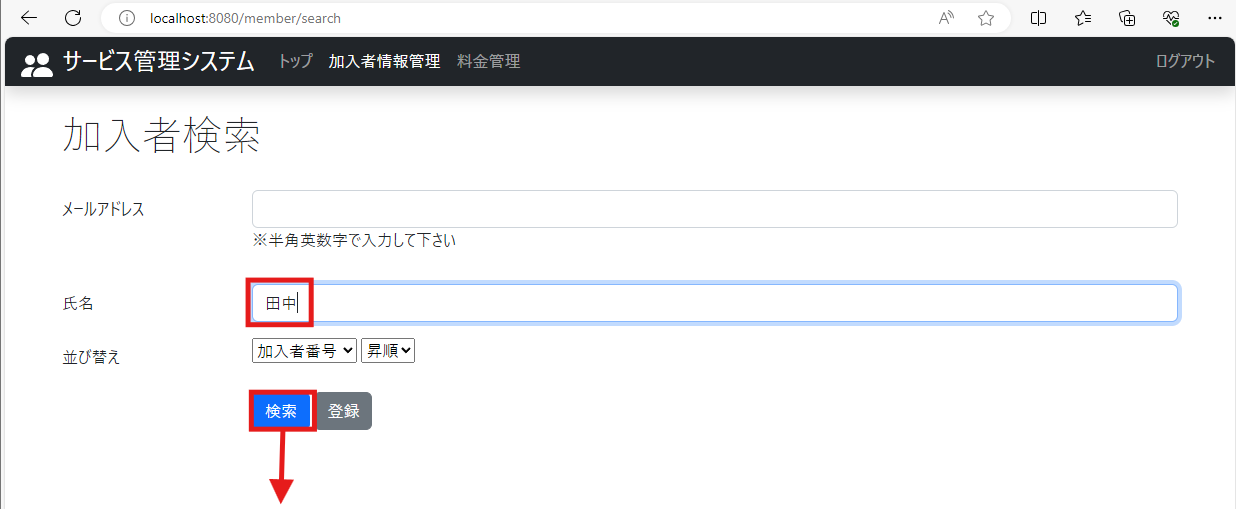 localhost:8080/member/search
サービス管理システム トップ 加入者情報管理 料金管理 ログアウト
加入者検索
メールアドレス
※半角英数字で入力して下さい
氏名 田中
並び替え 加入者番号 昇順
検索 登録